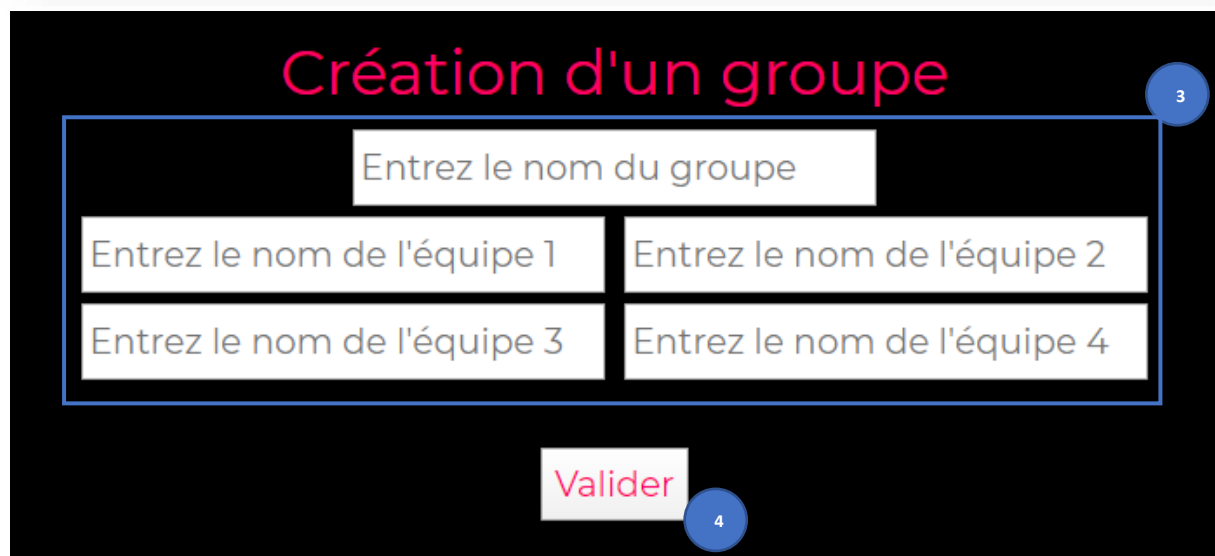 Création d'un groupe
3
Entrez le nom du groupe
Entrez le nom de l'équipe 1
Entrez le nom de l'équipe 2
Entrez le nom de l'équipe 3
Entrez le nom de l'équipe 4
Valider
4